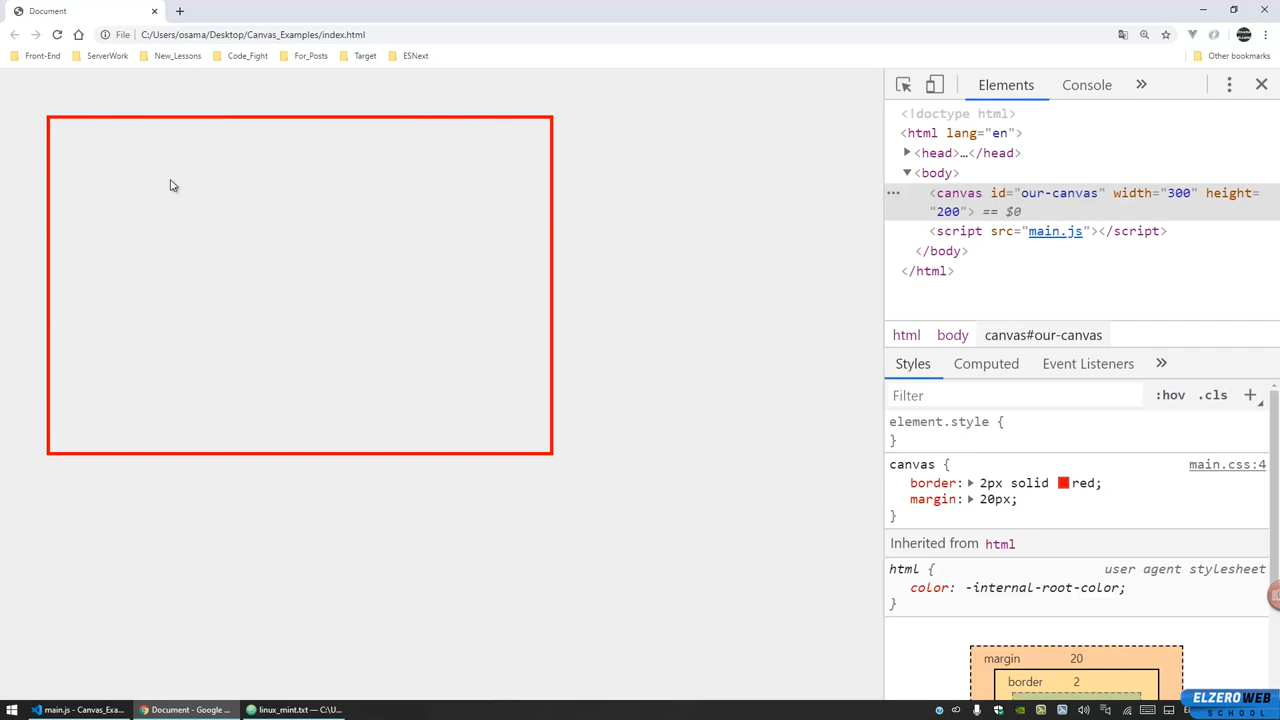 Document
File C:/Users/osama/Desktop/Canvas_Examples/index.html
Front-End ServerWork New_Lessons Code_Fight For_Posts Target ESNext Other bookmarks
Elements Console »
<!doctype html>
<html lang="en">
▶<head>…</head>
▼<body>
… <canvas id="our-canvas" width="300" height=
"200"> == $0
<script src="main.js"></script>
</body>
</html>
html body canvas#our-canvas
Styles Computed Event Listeners »
Filter :hov .cls +
element.style {
}
canvas { main.css:4
border: ▶ 2px solid red;
margin: ▶ 20px;
}
Inherited from html
html { user agent stylesheet
color: -internal-root-color;
}
margin 20
border 2
main.js - Canvas_Exa... Document - Google ... linux_mint.txt — C:\U...
ELZEROWEB
SCHOOL